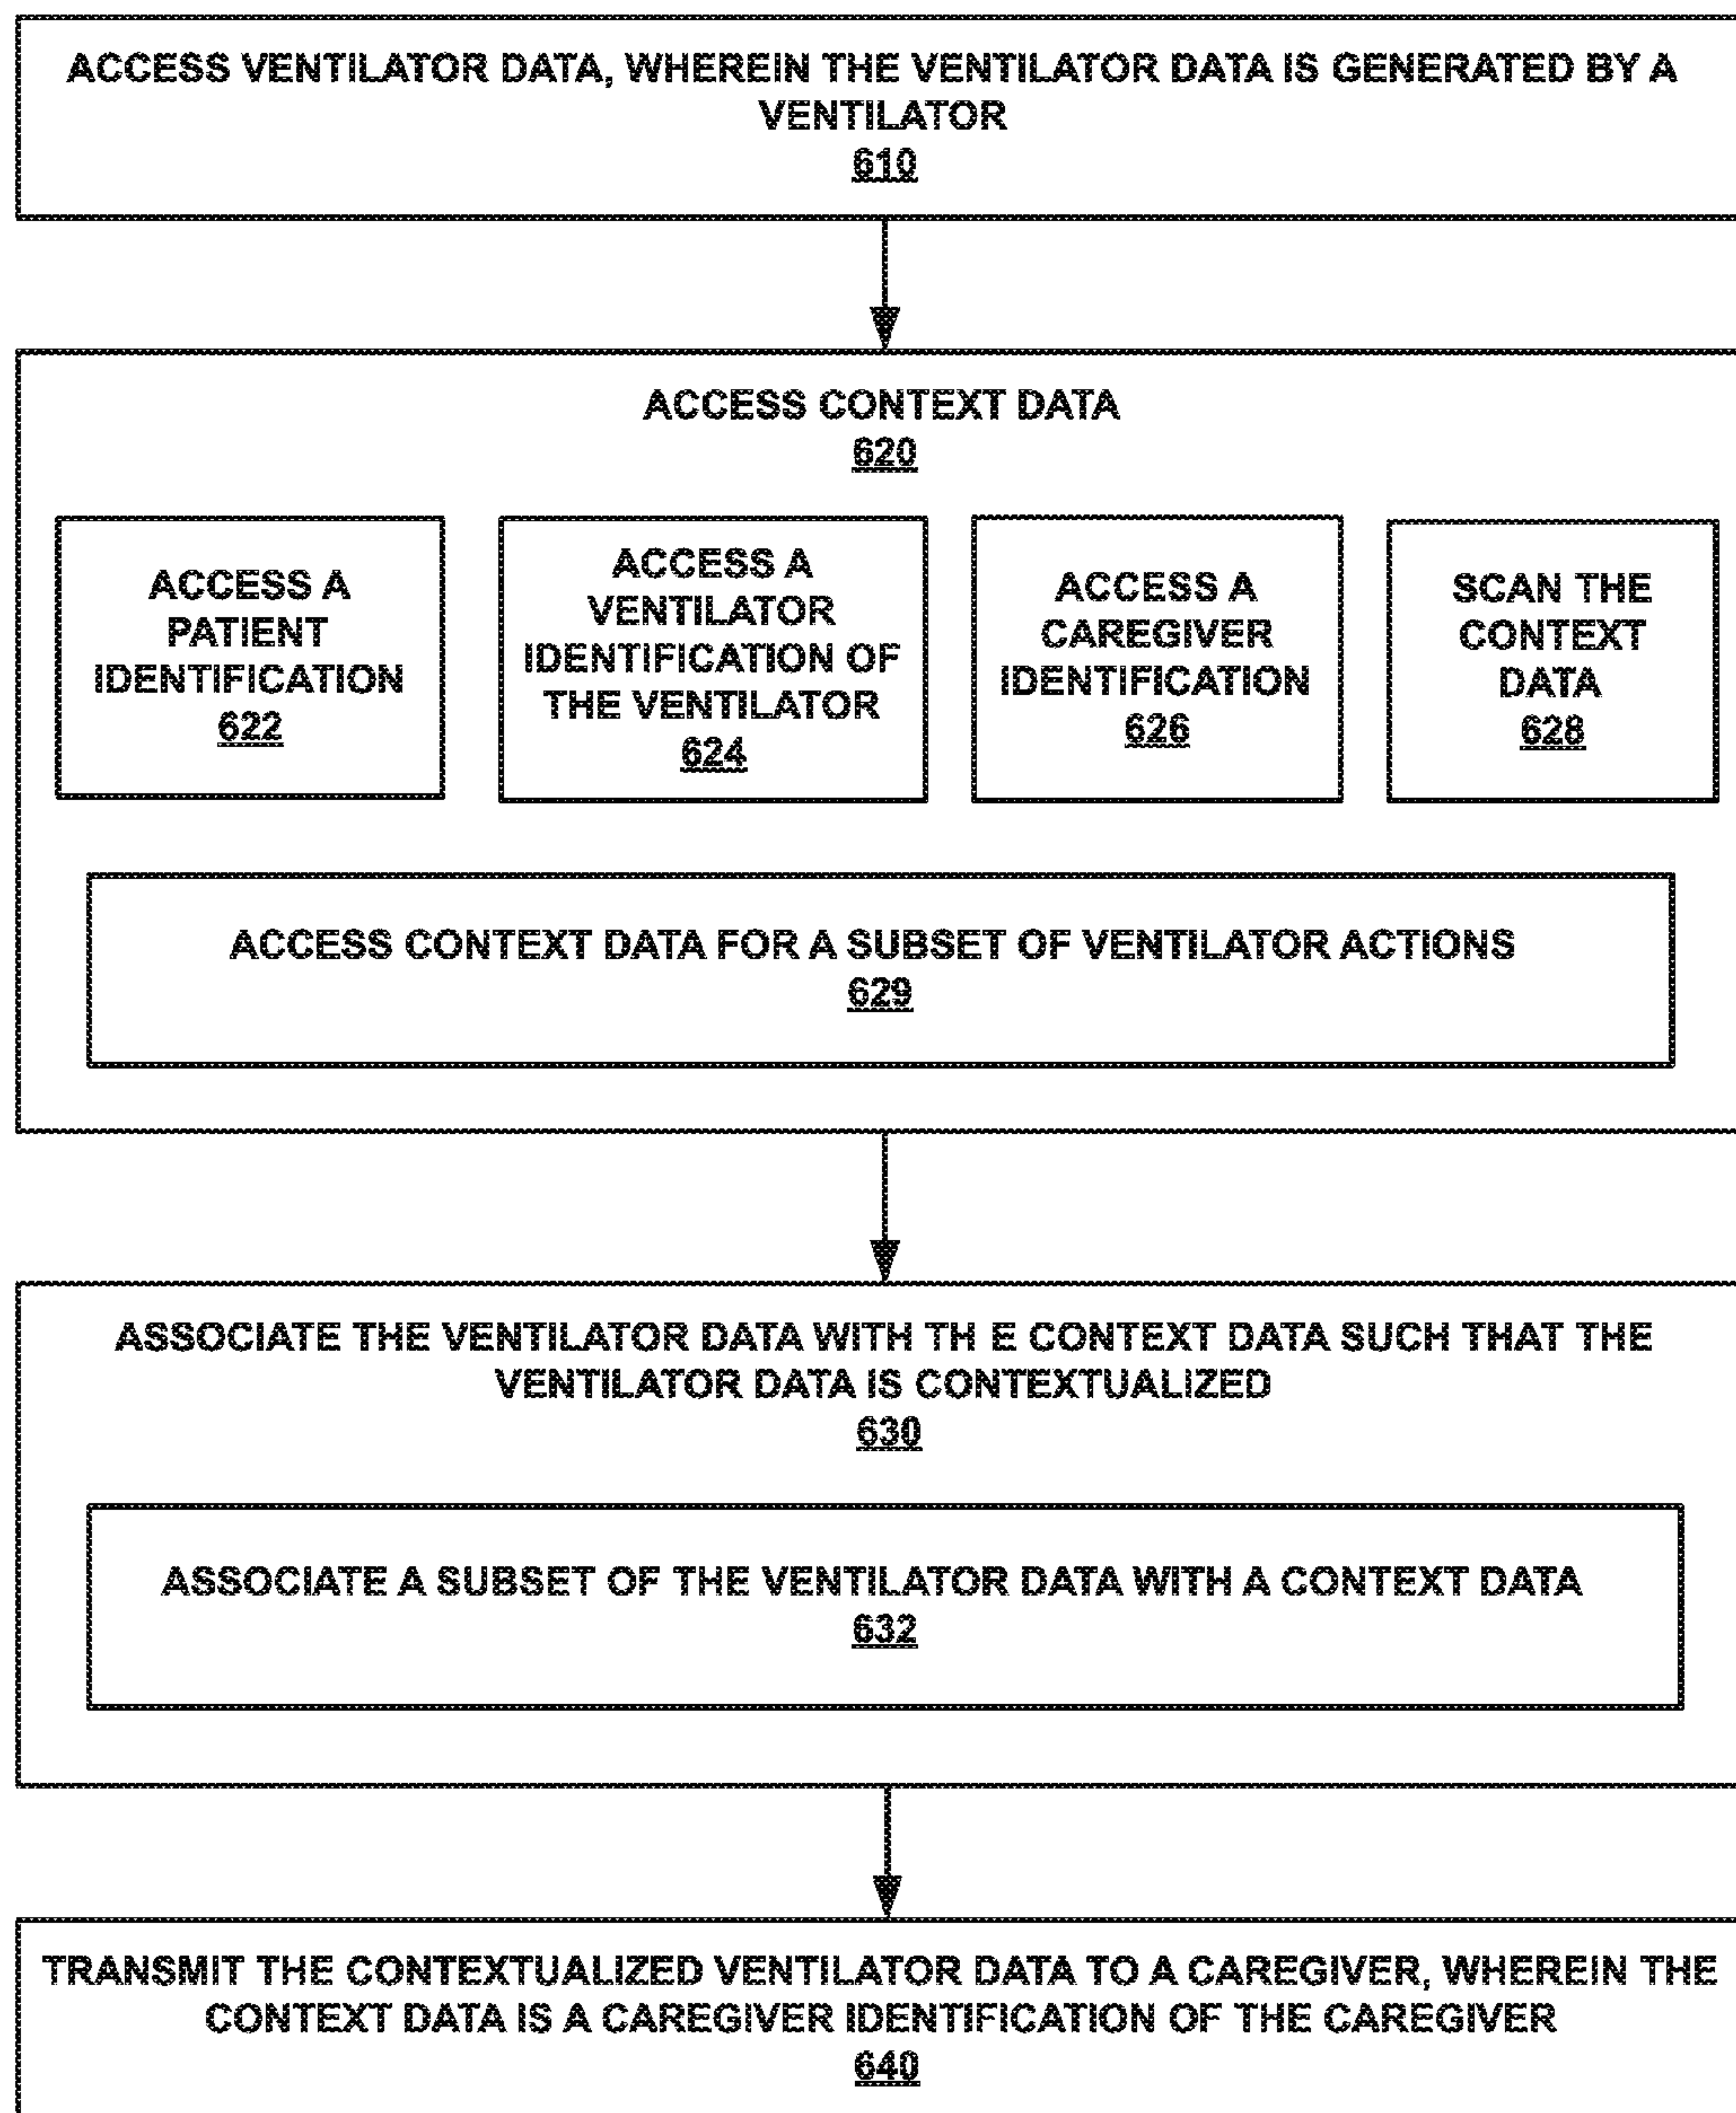 ACCESS VENTILATOR DATA, WHEREIN THE VENTILATOR DATA IS GENERATED BY A
VENTILATOR
610
ACCESS CONTEXT DATA
620
ACCESS A
PATIENT
IDENTIFICATION
622
ACCESS A
VENTILATOR
IDENTIFICATION OF
THE VENTILATOR
624
ACCESS A
CAREGIVER
IDENTIFICATION
626
SCAN THE
CONTEXT
DATA
628
ACCESS CONTEXT DATA FOR A SUBSET OF VENTILATOR ACTIONS
629
ASSOCIATE THE VENTILATOR DATA WITH TH E CONTEXT DATA SUCH THAT THE
VENTILATOR DATA IS CONTEXTUALIZED
630
ASSOCIATE A SUBSET OF THE VENTILATOR DATA WITH A CONTEXT DATA
632
TRANSMIT THE CONTEXTUALIZED VENTILATOR DATA TO A CAREGIVER, WHEREIN THE
CONTEXT DATA IS A CAREGIVER IDENTIFICATION OF THE CAREGIVER
640